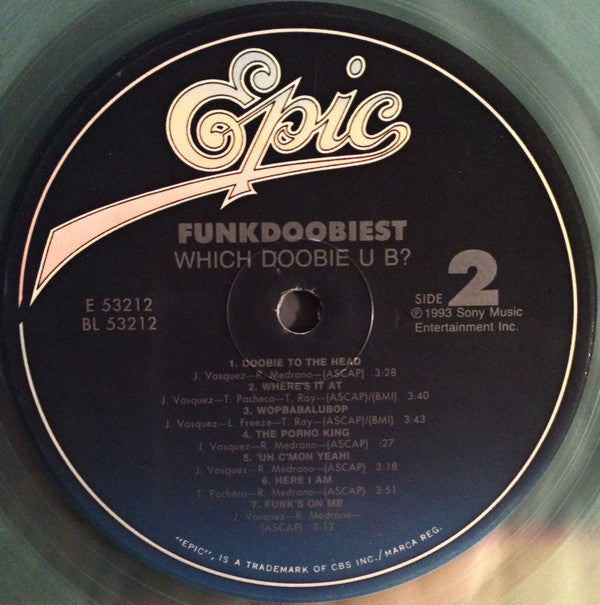 Epic
FUNKDOOBIEST
WHICH DOOBIE U B?
E 53212
BL 53212
SIDE 2
℗ 1993 Sony Music
Entertainment Inc.
1. DOOBIE TO THE HEAD
J. Vasquez—R. Medrano—(ASCAP) 3:28
2. WHERE'S IT AT
J. Vasquez—T. Pacheco—T. Ray—(ASCAP)/(BMI) 3:40
3. WOPBABALUBOP
J. Vasquez—L. Freeze—T. Ray—(ASCAP)/(BMI) 3:43
4. THE PORNO KING
J. Vasquez—R. Medrano—(ASCAP) :27
5. 'UH C'MON YEAH!
J. Vasquez—R. Medrano—(ASCAP) 3:18
6. HERE I AM
T. Pacheco—R. Medrano—(ASCAP) 3:51
7. FUNK'S ON ME
J. Vasquez—R. Medrano—
(ASCAP) 3:12
"EPIC", IS A TRADEMARK OF CBS INC./MARCA REG.